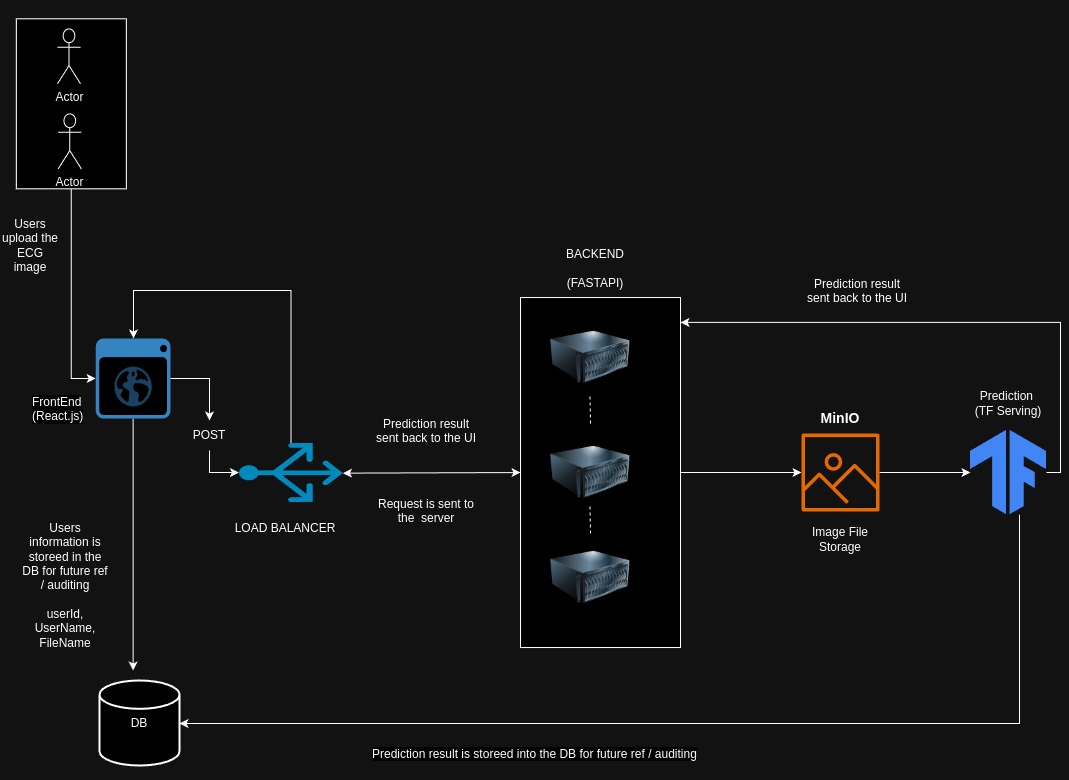 Actor
Actor
Users
upload the
ECG
image
BACKEND
(FASTAPI)
Prediction result
sent back to the UI
FrontEnd
(React.js)
POST
LOAD BALANCER
Prediction result
sent back to the UI
Request is sent to
the server
MinIO
Image File
Storage
Prediction
(TF Serving)
Users
information is
storeed in the
DB for future ref
/ auditing
userId,
UserName,
FileName
DB
Prediction result is storeed into the DB for future ref / auditing